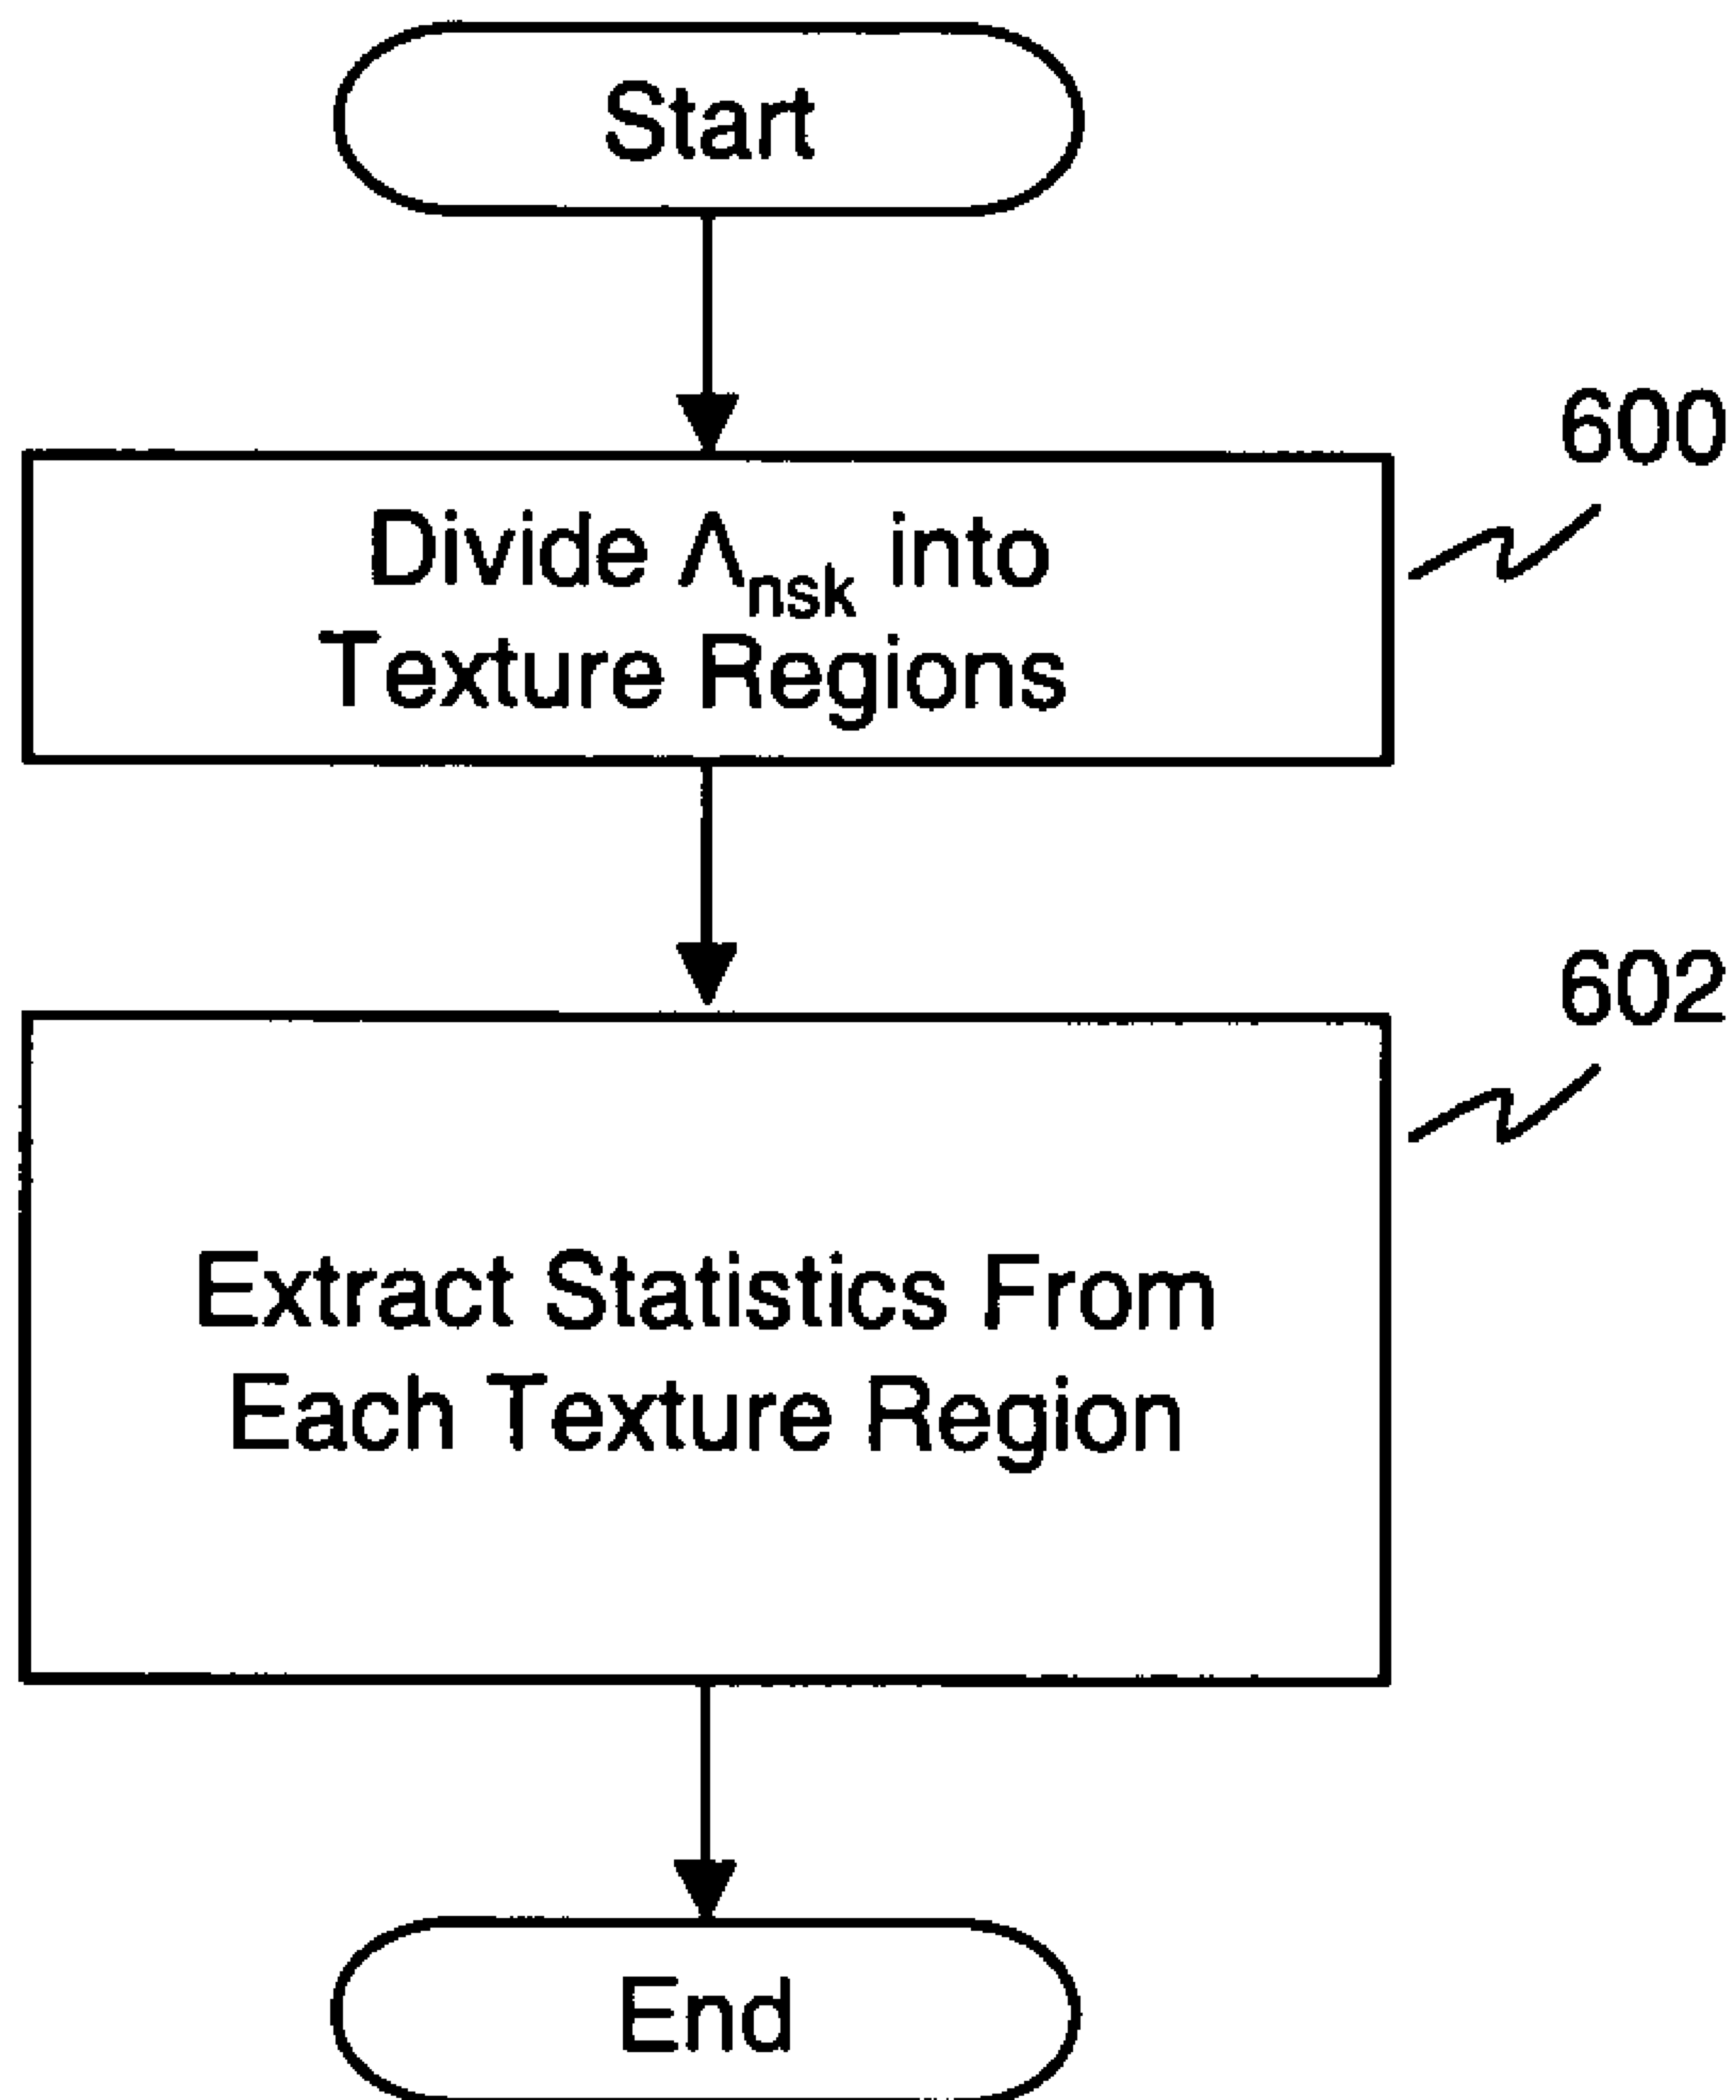 Start
600
Divide Λnsk into
Texture Regions
602
Extract Statistics From
Each Texture Region
End